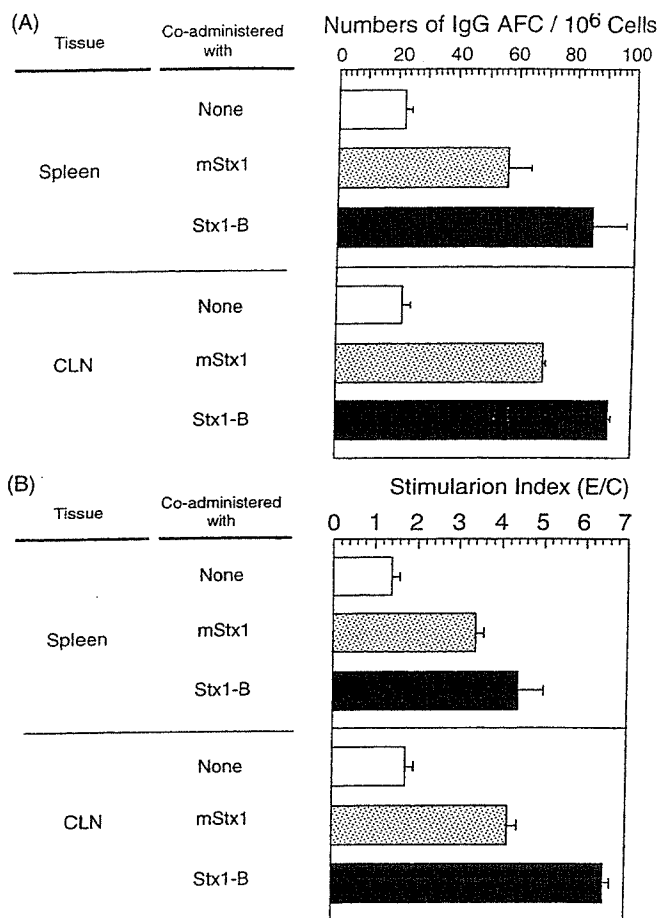 (A)
Tissue
Co-administered
with
Numbers of IgG AFC / 10⁶ Cells
0 20 40 60 80 100
Spleen
None
mStx1
Stx1-B
CLN
None
mStx1
Stx1-B
(B)
Tissue
Co-administered
with
Stimularion Index (E/C)
0 1 2 3 4 5 6 7
Spleen
None
mStx1
Stx1-B
CLN
None
mStx1
Stx1-B